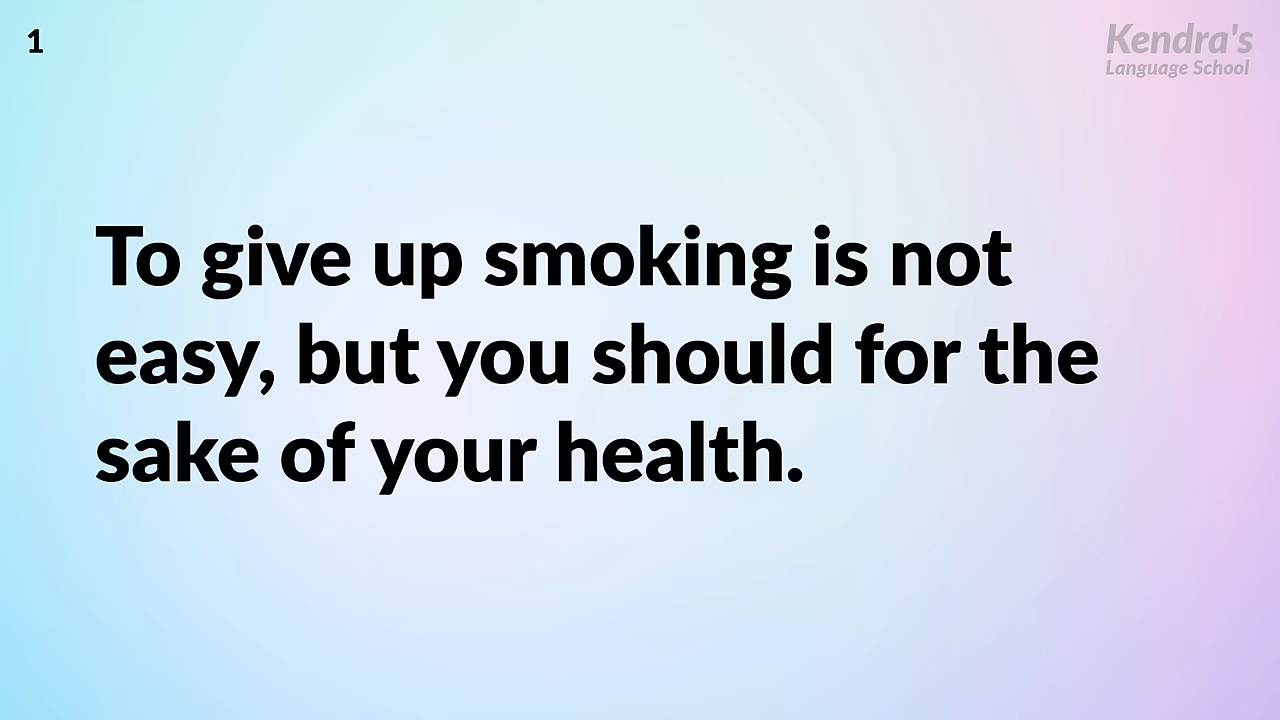 1
Kendra's
Language School
To give up smoking is not
easy, but you should for the
sake of your health.